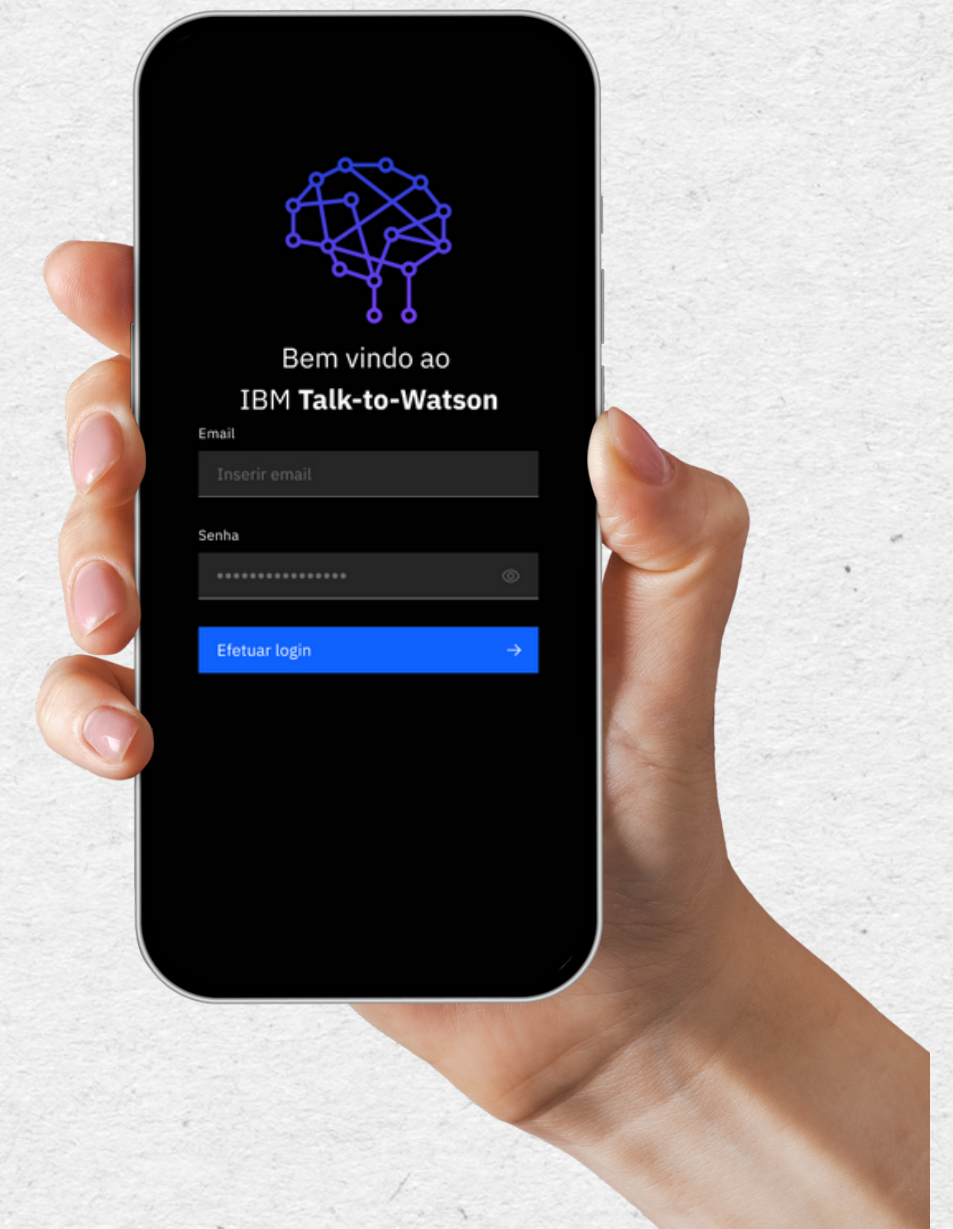 Bem vindo ao
IBM Talk-to-Watson
Email
Inserir email
Senha
••••••••••••••••
Efetuar login